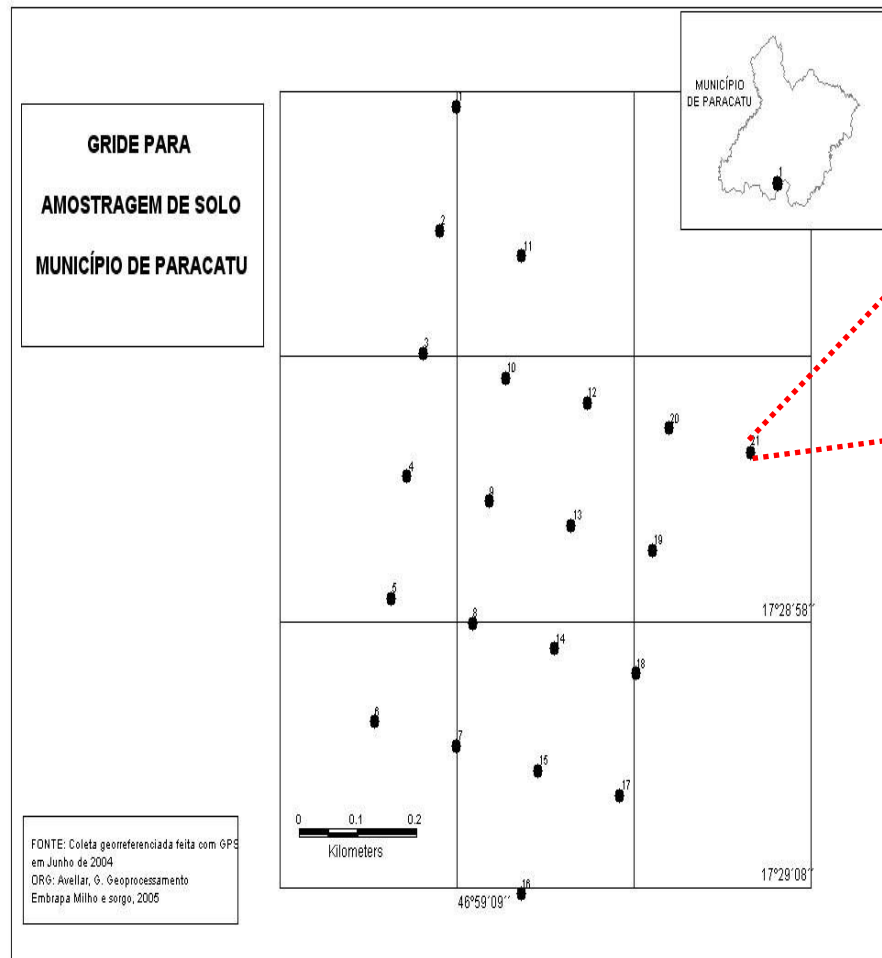 GRIDE PARA
AMOSTRAGEM DE SOLO
MUNICÍPIO DE PARACATU
MUNICÍPIO
DE PARACATU
1
2
11
3
10
12
20
21
4
9
13
19
5
17°28´58´´
8
14
18
6
7
15
17
0 0.1 0.2
Kilometers
17°29´08´´
16
46°59´09´´
FONTE: Coleta georreferenciada feita com GPS
em Junho de 2004
ORG: Avellar, G. Geoprocessamento
Embrapa Milho e sorgo, 2005